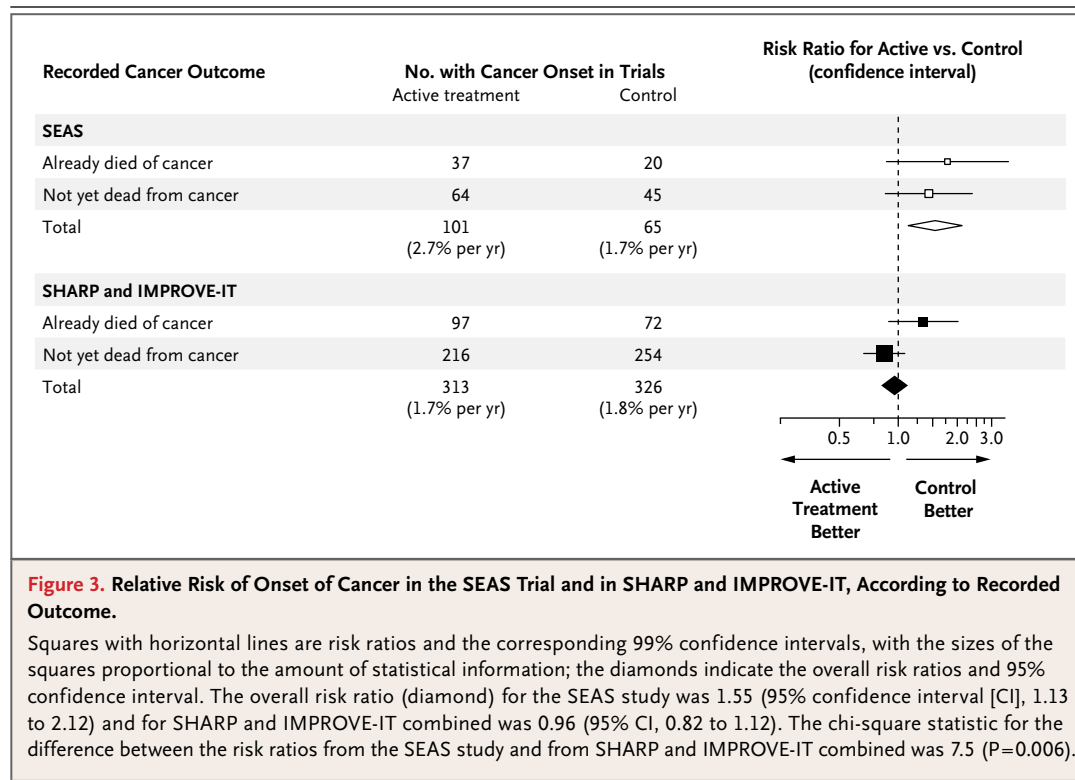 Recorded Cancer Outcome No. with Cancer Onset in Trials Risk Ratio for Active vs. Control
(confidence interval)
Active treatment Control
SEAS
Already died of cancer 37 20
Not yet dead from cancer 64 45
Total 101 65
(2.7% per yr) (1.7% per yr)
SHARP and IMPROVE-IT
Already died of cancer 97 72
Not yet dead from cancer 216 254
Total 313 326
(1.7% per yr) (1.8% per yr)
0.5 1.0 2.0 3.0
Active Control
Treatment Better
Better
Figure 3. Relative Risk of Onset of Cancer in the SEAS Trial and in SHARP and IMPROVE-IT, According to Recorded
Outcome.
Squares with horizontal lines are risk ratios and the corresponding 99% confidence intervals, with the sizes of the
squares proportional to the amount of statistical information; the diamonds indicate the overall risk ratios and 95%
confidence interval. The overall risk ratio (diamond) for the SEAS study was 1.55 (95% confidence interval [CI], 1.13
to 2.12) and for SHARP and IMPROVE-IT combined was 0.96 (95% CI, 0.82 to 1.12). The chi-square statistic for the
difference between the risk ratios from the SEAS study and from SHARP and IMPROVE-IT combined was 7.5 (P=0.006).